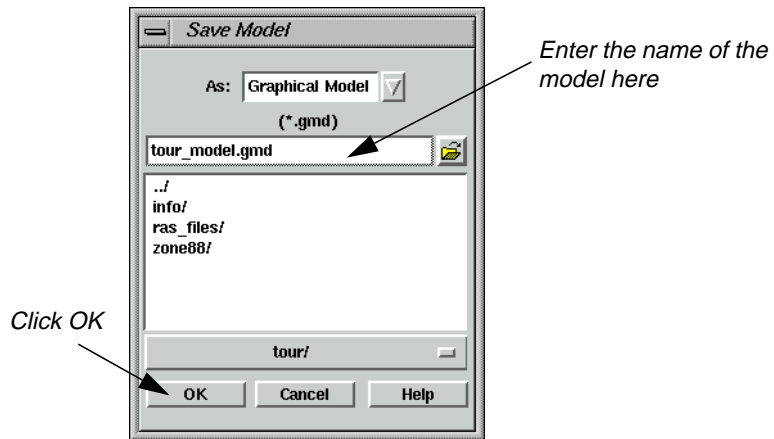 Save Model
Enter the name of the
model here
As: Graphical Model
(*.gmd)
tour_model.gmd
../
info/
ras_files/
zone88/
Click OK
tour/
OK Cancel Help